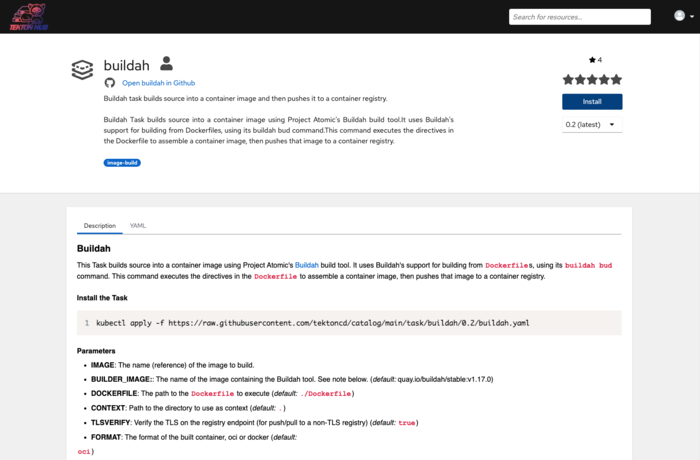 TEKTON HUB
Search for resources...
buildah
4
Open buildah in Github
Buildah task builds source into a container image and then pushes it to a container registry.
Install
Buildah Task builds source into a container image using Project Atomic's Buildah build tool.It uses Buildah's
support for building from Dockerfiles, using its buildah bud command.This command executes the directives in
the Dockerfile to assemble a container image, then pushes that image to a container registry.
0.2 (latest)
image-build
Description YAML
Buildah
This Task builds source into a container image using Project Atomic's Buildah build tool. It uses Buildah's support for building from Dockerfiles, using its buildah bud
command. This command executes the directives in the Dockerfile to assemble a container image, then pushes that image to a container registry.
Install the Task
1 kubectl apply -f https://raw.githubusercontent.com/tektoncd/catalog/main/task/buildah/0.2/buildah.yaml
Parameters
• IMAGE: The name (reference) of the image to build.
• BUILDER_IMAGE:: The name of the image containing the Buildah tool. See note below. (default: quay.io/buildah/stable:v1.17.0)
• DOCKERFILE: The path to the Dockerfile to execute (default: ./Dockerfile)
• CONTEXT: Path to the directory to use as context (default: .)
• TLSVERIFY: Verify the TLS on the registry endpoint (for push/pull to a non-TLS registry) (default: true)
• FORMAT: The format of the built container, oci or docker (default:
oci)